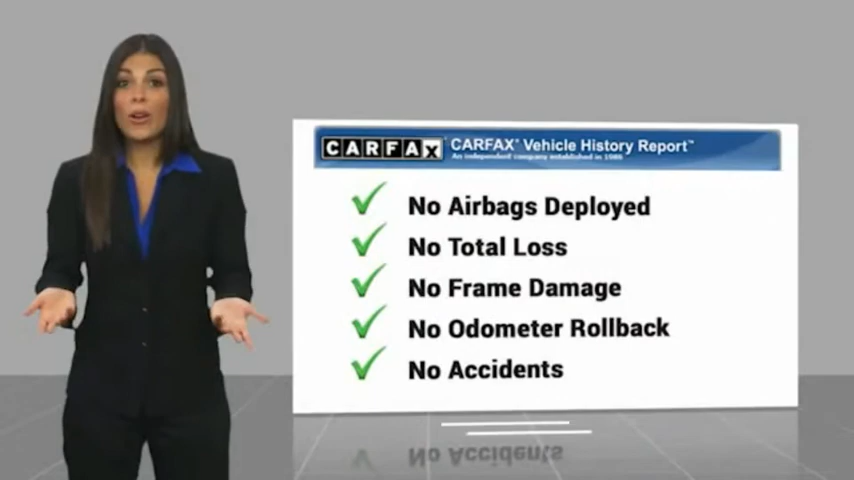 CARFAX CARFAX® Vehicle History Report™
An independent company established in 1986
No Airbags Deployed
No Total Loss
No Frame Damage
No Odometer Rollback
No Accidents
No Accidents